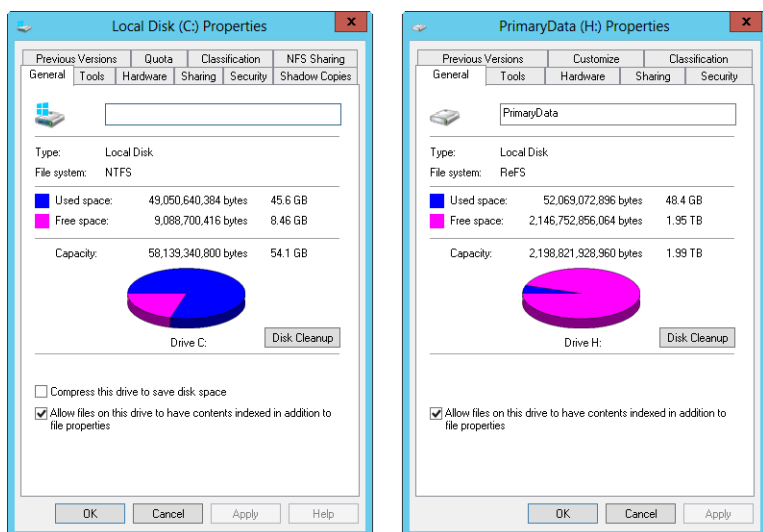 Local Disk (C:) Properties
x
Previous Versions Quota Classification NFS Sharing
General Tools Hardware Sharing Security Shadow Copies
Type: Local Disk
File system: NTFS
Used space: 49,050,640,384 bytes 45.6 GB
Free space: 9,088,700,416 bytes 8.46 GB
Capacity: 58,139,340,800 bytes 54.1 GB
Drive C:
Disk Cleanup
Compress this drive to save disk space
Allow files on this drive to have contents indexed in addition to
file properties
OK Cancel Apply Help
PrimaryData (H:) Properties
x
Previous Versions Customize Classification
General Tools Hardware Sharing Security
PrimaryData
Type: Local Disk
File system: ReFS
Used space: 52,069,072,896 bytes 48.4 GB
Free space: 2,146,752,856,064 bytes 1.95 TB
Capacity: 2,198,821,928,960 bytes 1.99 TB
Drive H:
Disk Cleanup
Allow files on this drive to have contents indexed in addition to
file properties
OK Cancel Apply